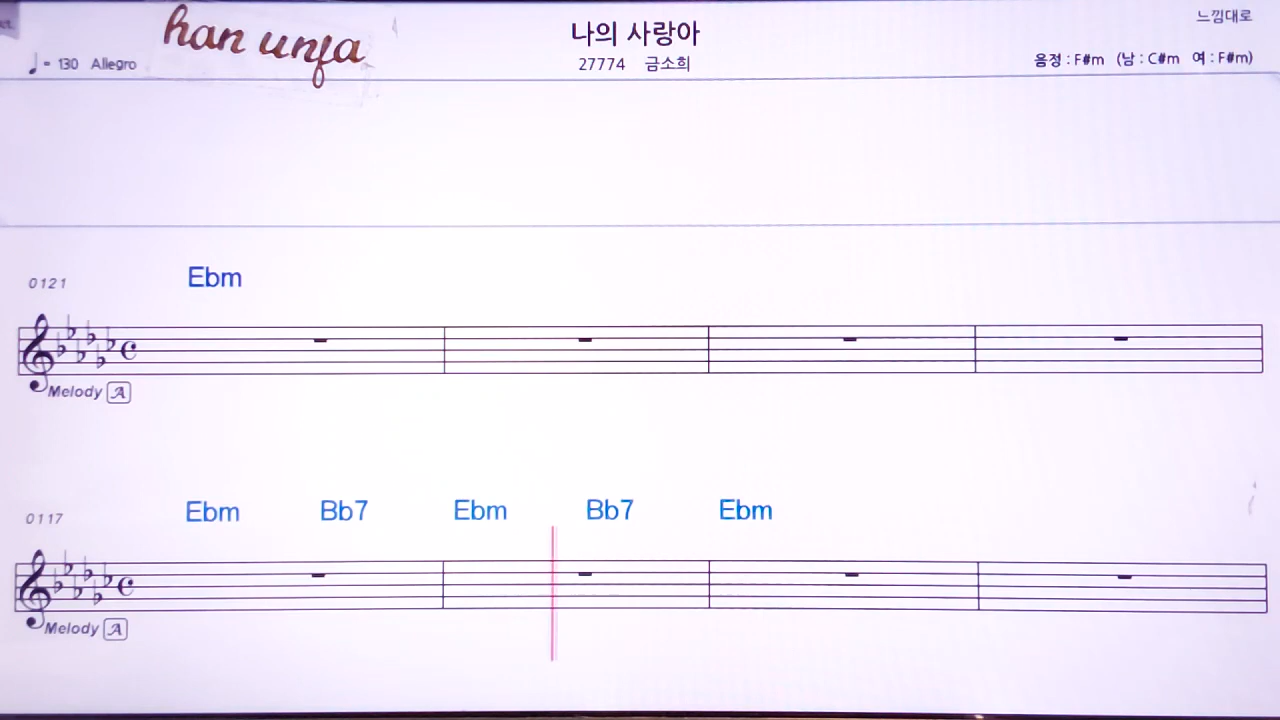 han unja
나의 사랑아
느낌대로
♩= 130 Allegro
27774 금소희
음정 : F#m (남 : C#m 여 : F#m)
0121
Ebm
Melody A
0117
Ebm Bb7 Ebm Bb7 Ebm
Melody A